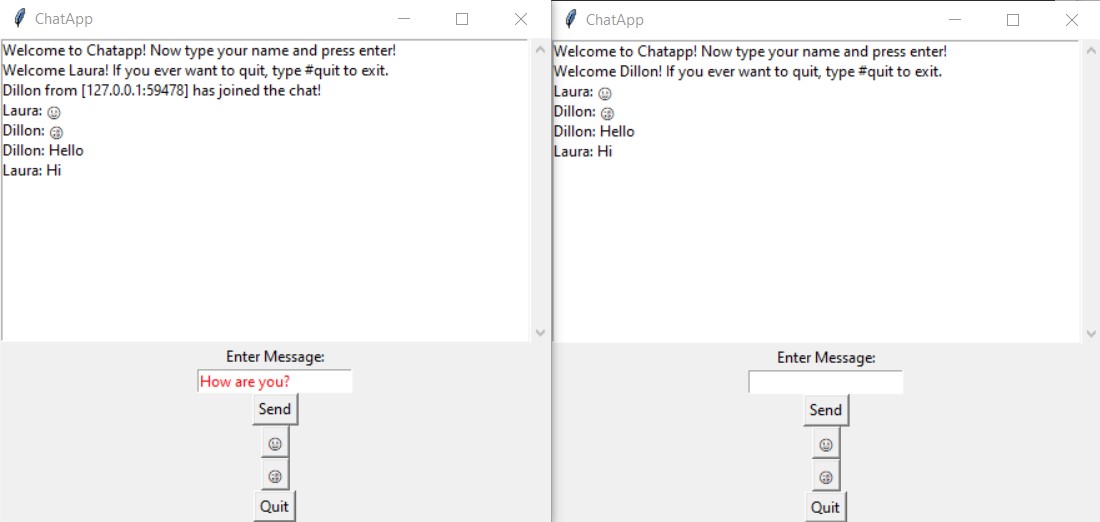 ChatApp
Welcome to Chatapp! Now type your name and press enter!
Welcome Laura! If you ever want to quit, type #quit to exit.
Dillon from [127.0.0.1:59478] has joined the chat!
Laura: ☺
Dillon: 😜
Dillon: Hello
Laura: Hi
Enter Message:
How are you?
Send
☺
😜
Quit
ChatApp
Welcome to Chatapp! Now type your name and press enter!
Welcome Dillon! If you ever want to quit, type #quit to exit.
Laura: ☺
Dillon: 😜
Dillon: Hello
Laura: Hi
Enter Message:
Send
☺
😜
Quit